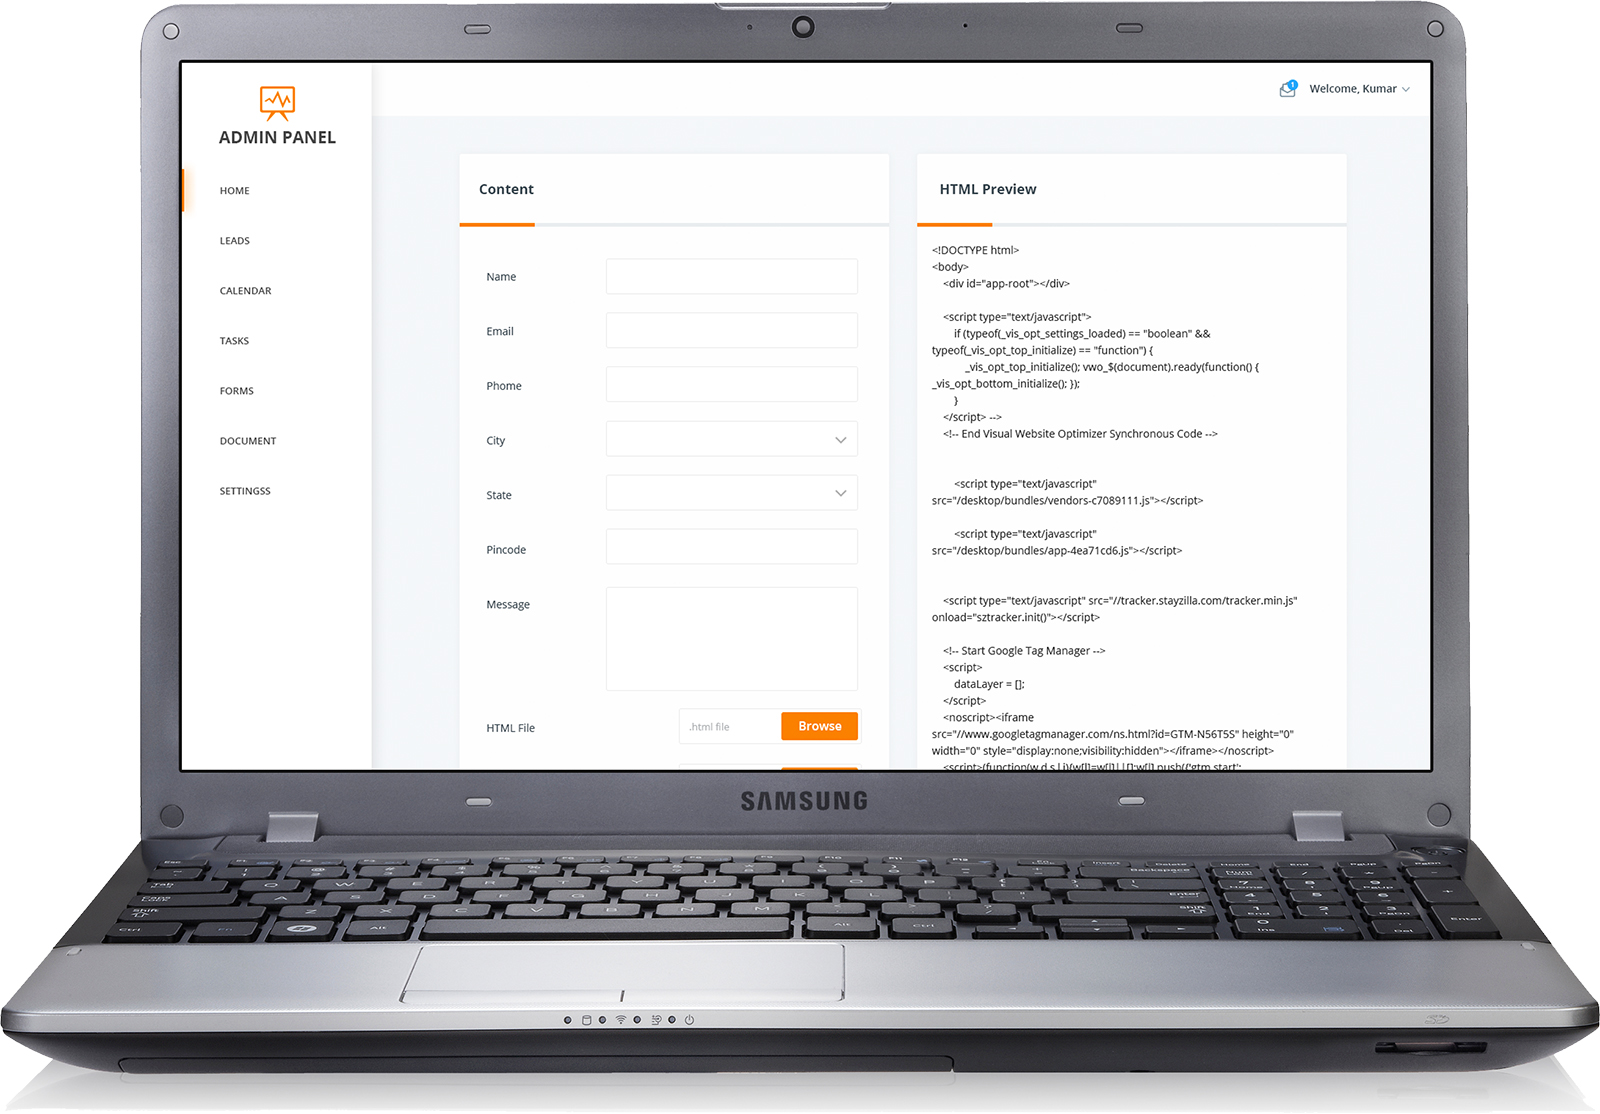 Welcome, Kumar
ADMIN PANEL
HOME
LEADS
CALENDAR
TASKS
FORMS
DOCUMENT
SETTINGSS
Content
Name
Email
Phome
City
State
Pincode
Message
HTML File
.html file
Browse
HTML Preview
<!DOCTYPE html>
<body>
<div id="app-root"></div>
<script type="text/javascript">
if (typeof(_vis_opt_settings_loaded) == "boolean" &&
typeof(_vis_opt_top_initialize) == "function") {
_vis_opt_top_initialize(); vwo_$(document).ready(function() {
_vis_opt_bottom_initialize(); });
}
</script> -->
<!-- End Visual Website Optimizer Synchronous Code -->
<script type="text/javascript"
src="/desktop/bundles/vendors-c7089111.js"></script>
<script type="text/javascript"
src="/desktop/bundles/app-4ea71cd6.js"></script>
<script type="text/javascript" src="//tracker.stayzilla.com/tracker.min.js"
onload="sztracker.init()"></script>
<!-- Start Google Tag Manager -->
<script>
dataLayer = [];
</script>
<noscript><iframe
src="//www.googletagmanager.com/ns.html?id=GTM-N56T5S" height="0"
width="0" style="display:none;visibility:hidden"></iframe></noscript>
<script>(function(w,d,s,l,i){w[l]=w[l]||[];w[l].push({'gtm.start':
SAMSUNG